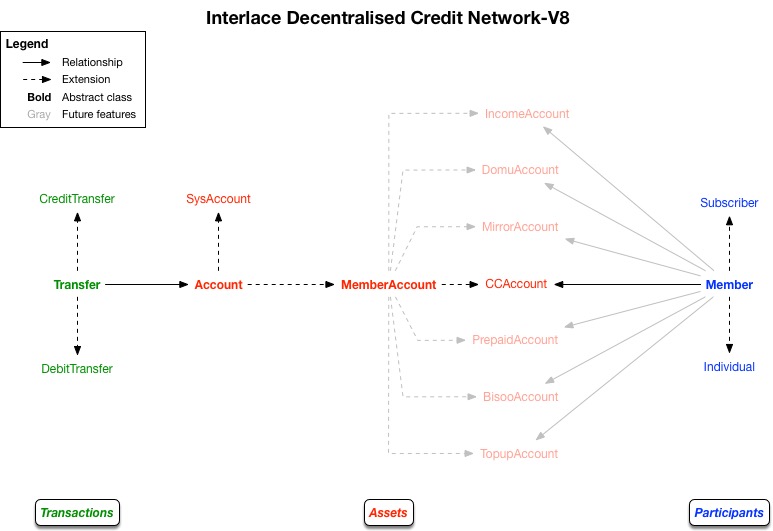 Interlace Decentralised Credit Network-V8
Legend
Relationship
Extension
Bold Abstract class
Gray Future features
IncomeAccount
DomuAccount
CreditTransfer SysAccount Subscriber
MirrorAccount
Transfer Account MemberAccount CCAccount Member
PrepaidAccount
DebitTransfer Individual
BisooAccount
TopupAccount
Transactions Assets Participants